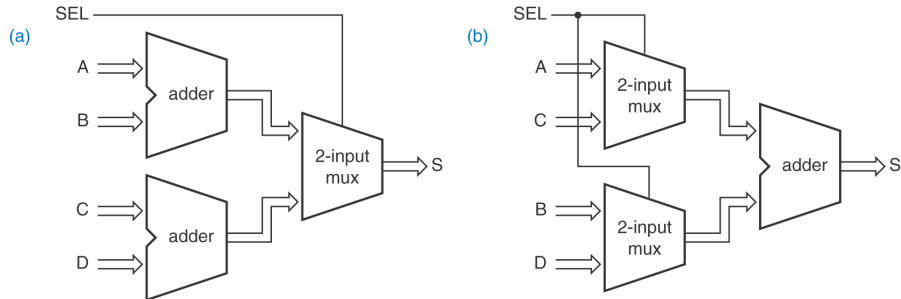 (a)
SEL
A
B
adder
2-input
mux
S
C
D
adder
(b)
SEL
A
C
2-input
mux
adder
S
B
D
2-input
mux